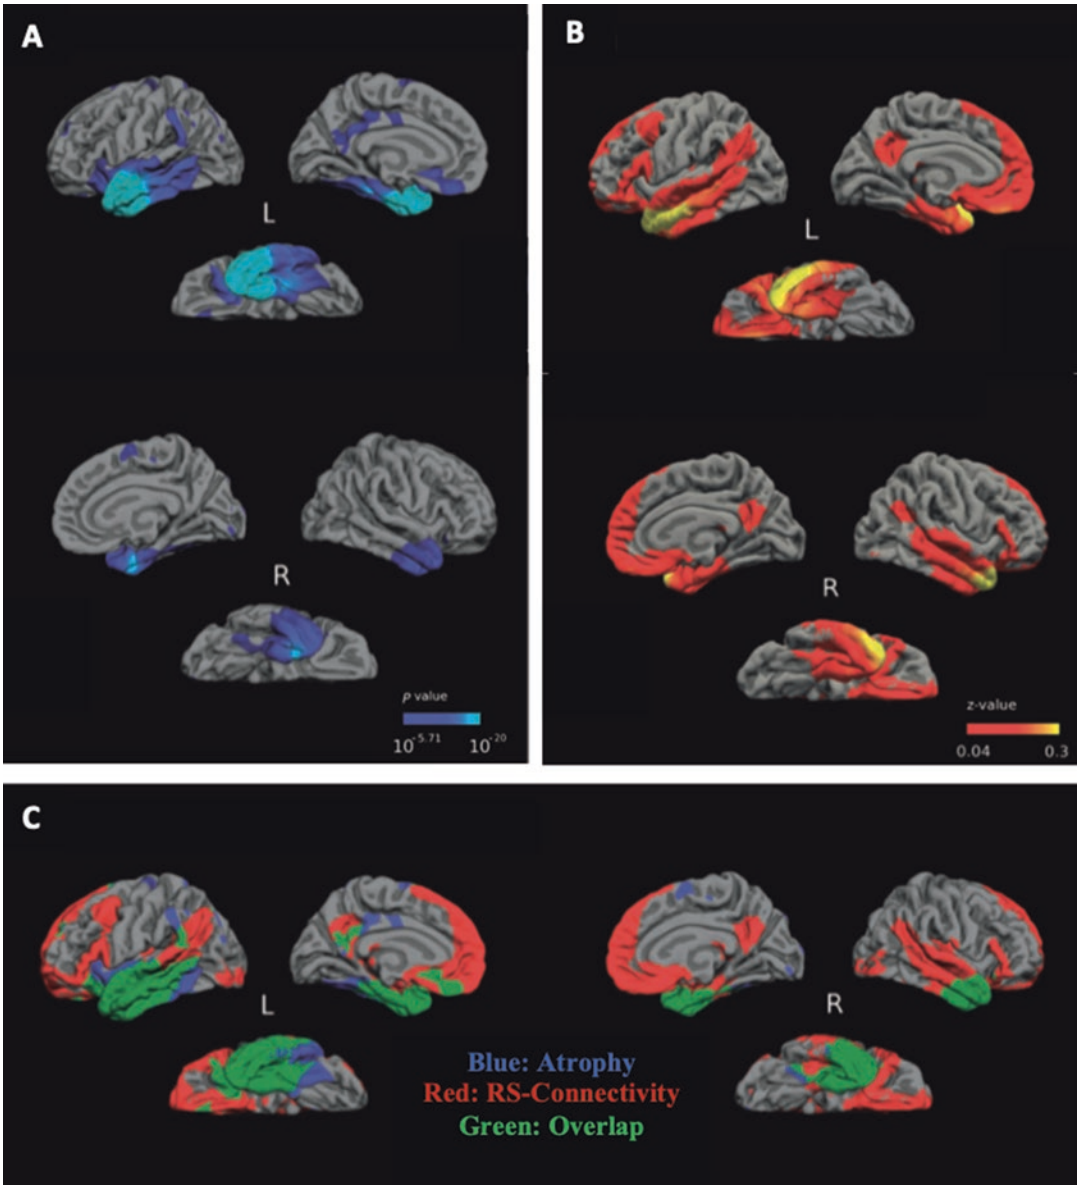 A
B
L
L
R
R
p value
10-5.71
10-20
z-value
0.04
0.3
C
L
R
Blue: Atrophy
Red: RS-Connectivity
Green: Overlap